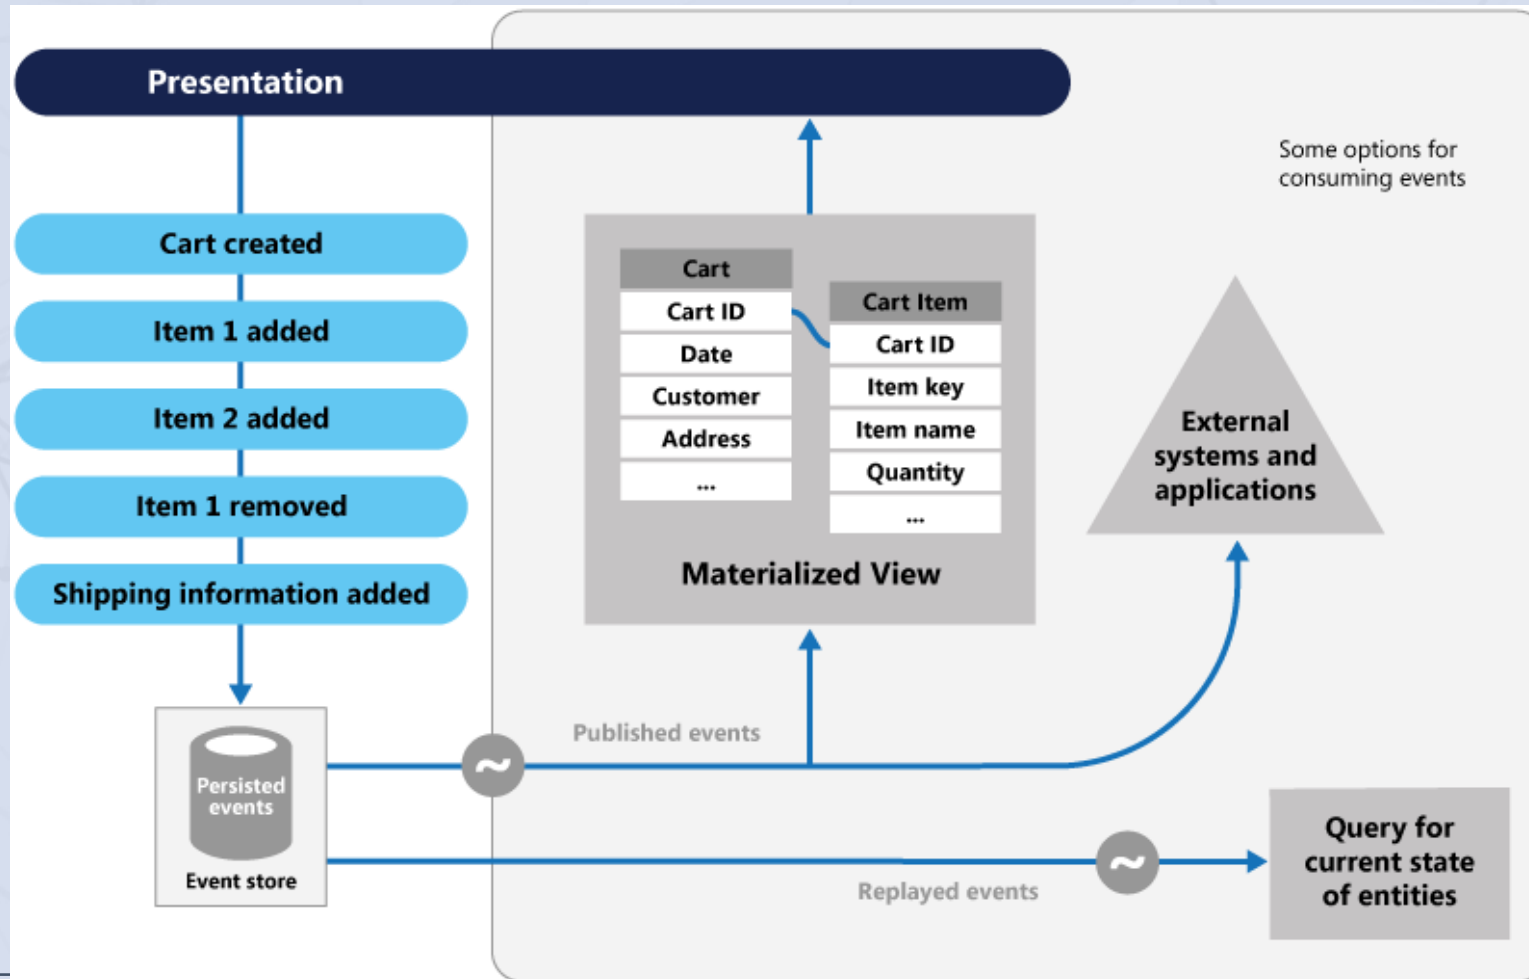 Presentation
Some options for
consuming events
Cart created
Item 1 added
Item 2 added
Item 1 removed
Shipping information added
Cart
Cart ID
Date
Customer
Address
...
Cart Item
Cart ID
Item key
Item name
Quantity
...
Materialized View
External
systems and
applications
Published events
~
Persisted
events
Event store
Replayed events
~
Query for
current state
of entities